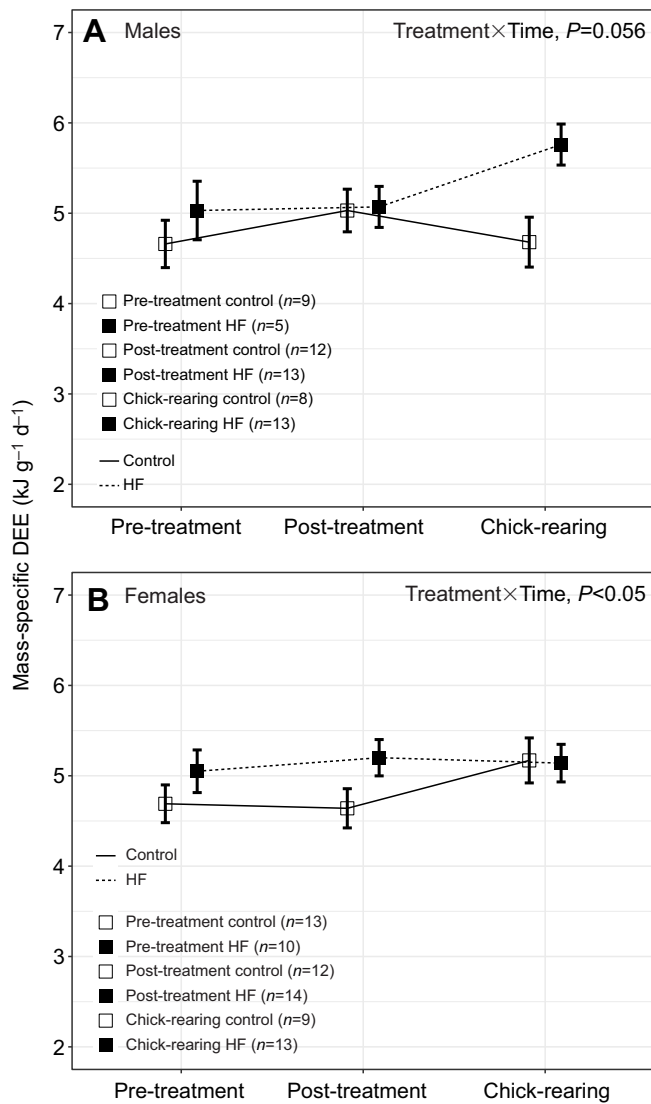 A Males Treatment×Time, P=0.056
7
6
5
4
3
2
Pre-treatment control (n=9)
Pre-treatment HF (n=5)
Post-treatment control (n=12)
Post-treatment HF (n=13)
Chick-rearing control (n=8)
Chick-rearing HF (n=13)
Control
HF
Pre-treatment Post-treatment Chick-rearing
Mass-specific DEE (kJ g⁻¹ d⁻¹)
B Females Treatment×Time, P<0.05
7
6
5
4
3
2
Control
HF
Pre-treatment control (n=13)
Pre-treatment HF (n=10)
Post-treatment control (n=12)
Post-treatment HF (n=14)
Chick-rearing control (n=9)
Chick-rearing HF (n=13)
Pre-treatment Post-treatment Chick-rearing